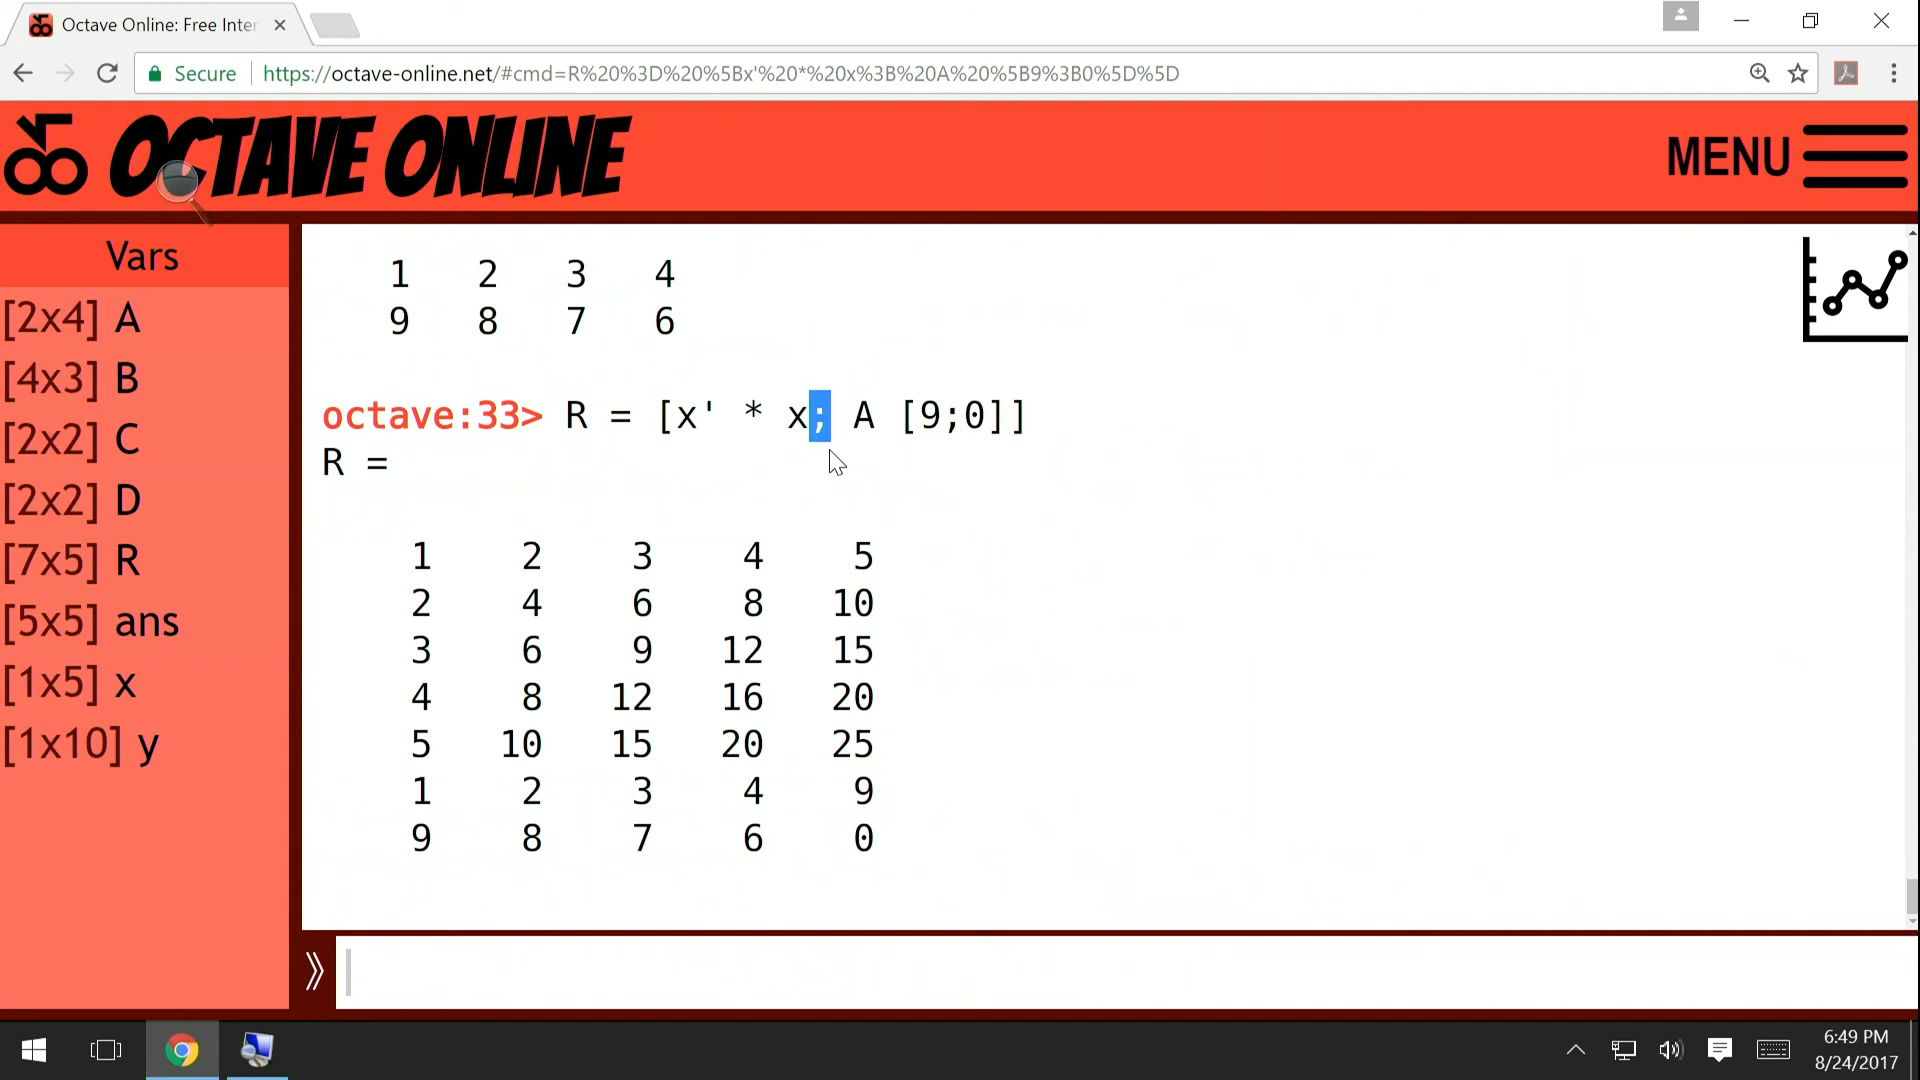 Octave Online: Free Inter
Secure https://octave-online.net/#cmd=R%20%3D%20%5Bx'%20*%20x%3B%20A%20%5B9%3B0%5D%5D
OCTAVE ONLINE
MENU
Vars
[2x4] A
[4x3] B
[2x2] C
[2x2] D
[7x5] R
[5x5] ans
[1x5] x
[1x10] y
1 2 3 4
9 8 7 6
octave:33> R = [x' * x; A [9;0]]
R =
1 2 3 4 5
2 4 6 8 10
3 6 9 12 15
4 8 12 16 20
5 10 15 20 25
1 2 3 4 9
9 8 7 6 0
6:49 PM
8/24/2017